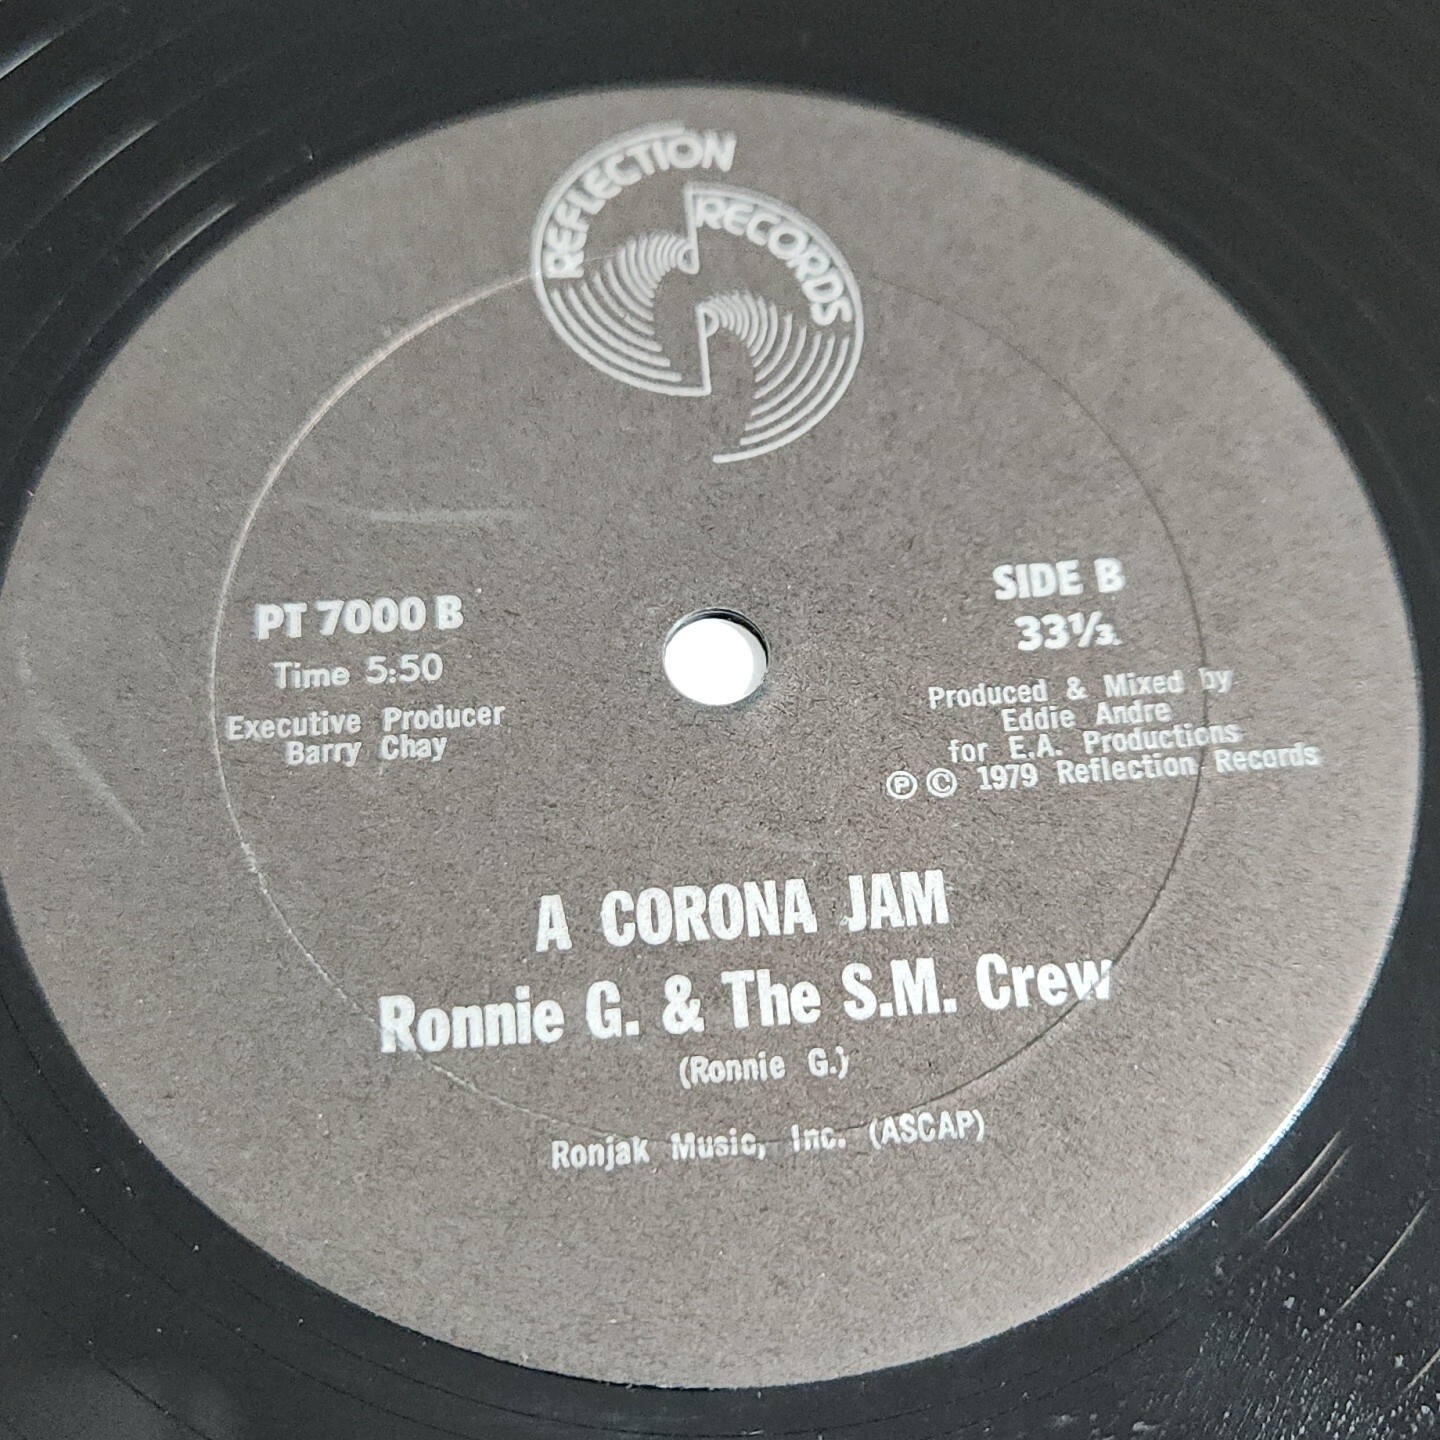 REFLECTION
RECORDS
PT 7000 B
Time 5:50
Executive Producer
Barry Chay
SIDE B
33⅓
Produced & Mixed by
Eddie Andre
for E.A. Productions
Ⓟ © 1979 Reflection Records
A CORONA JAM
Ronnie G. & The S.M. Crew
(Ronnie G.)
Ronjak Music, Inc. (ASCAP)